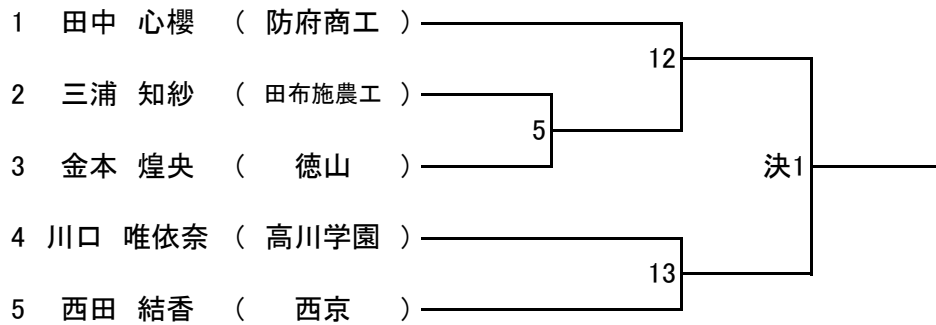 1 田中 心櫻 ( 防府商工 )
12
2 三浦 知紗 ( 田布施農工 )
5
3 金本 煌央 ( 徳山 )
決1
4 川口 唯依奈 ( 高川学園 )
13
5 西田 結香 ( 西京 )